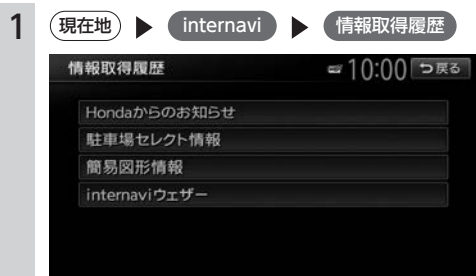 1 現在地 ▶ internavi ▶ 情報取得履歴
情報取得履歴 10:00 戻る
Hondaからのお知らせ
駐車場セレクト情報
簡易図形情報
internaviウェザー